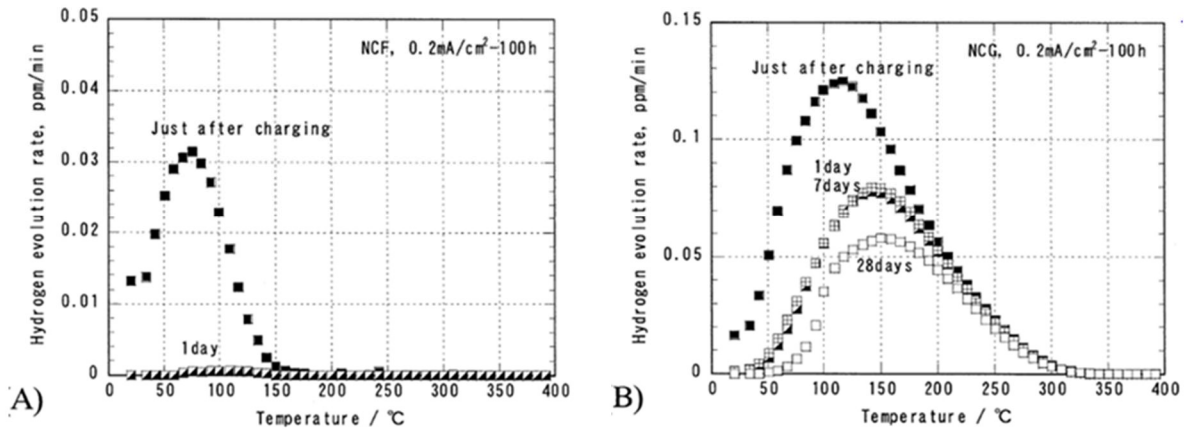 0.05
0.04
0.03
0.02
0.01
0
Hydrogen evolution rate, ppm/min
NCF, 0.2mA/cm²-100h
Just after charging
1day
0 50 100 150 200 250 300 350 400
Temperature / ℃
A)
0.15
0.1
0.05
0
Hydrogen evolution rate, ppm/min
NCG, 0.2mA/cm²-100h
Just after charging
1day
7days
28days
0 50 100 150 200 250 300 350 400
Temperature / ℃
B)